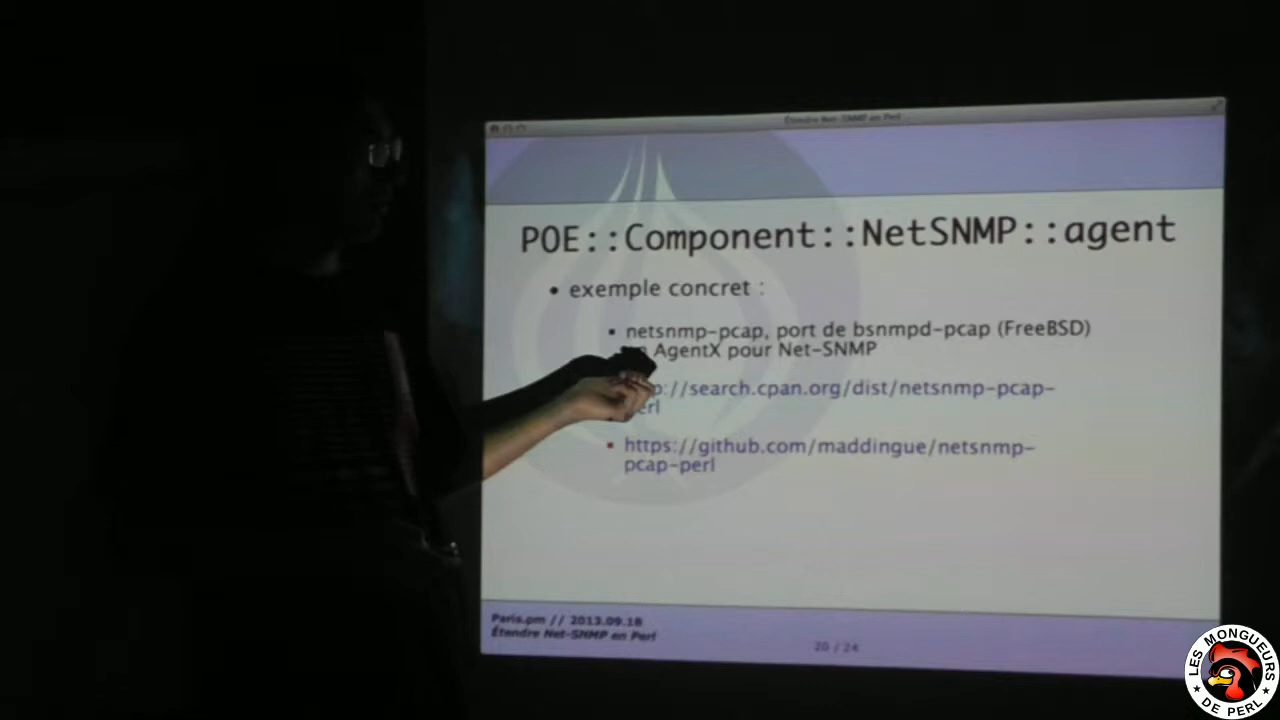 Étendre Net-SNMP en Perl
POE::Component::NetSNMP::agent
• exemple concret :
• netsnmp-pcap, port de bsnmpd-pcap (FreeBSD)
AgentX pour Net-SNMP
://search.cpan.org/dist/netsnmp-pcap-
erl
• https://github.com/maddingue/netsnmp-
pcap-perl
Paris.pm // 2013.09.18
Étendre Net-SNMP en Perl
20 / 24
LES MONGUEURS
DE PERL